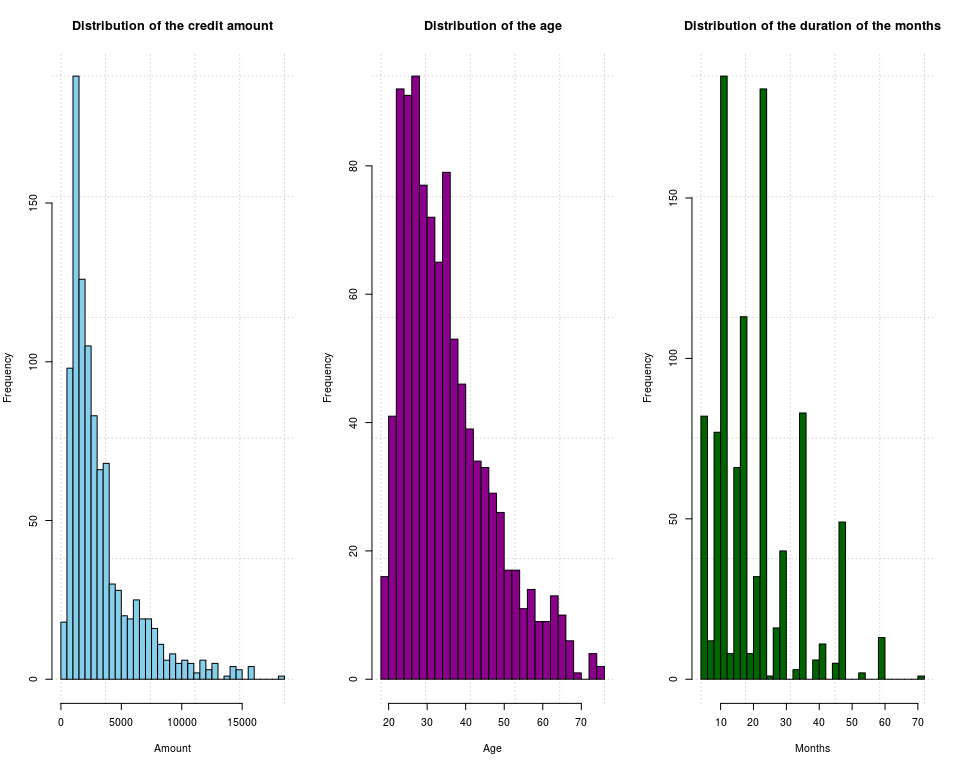 Distribution of the credit amount
Frequency
0 50 100 150
0 5000 10000 15000
Amount
Distribution of the age
Frequency
0 20 40 60 80
20 30 40 50 60 70
Age
Distribution of the duration of the months
Frequency
0 50 100 150
10 20 30 40 50 60 70
Months